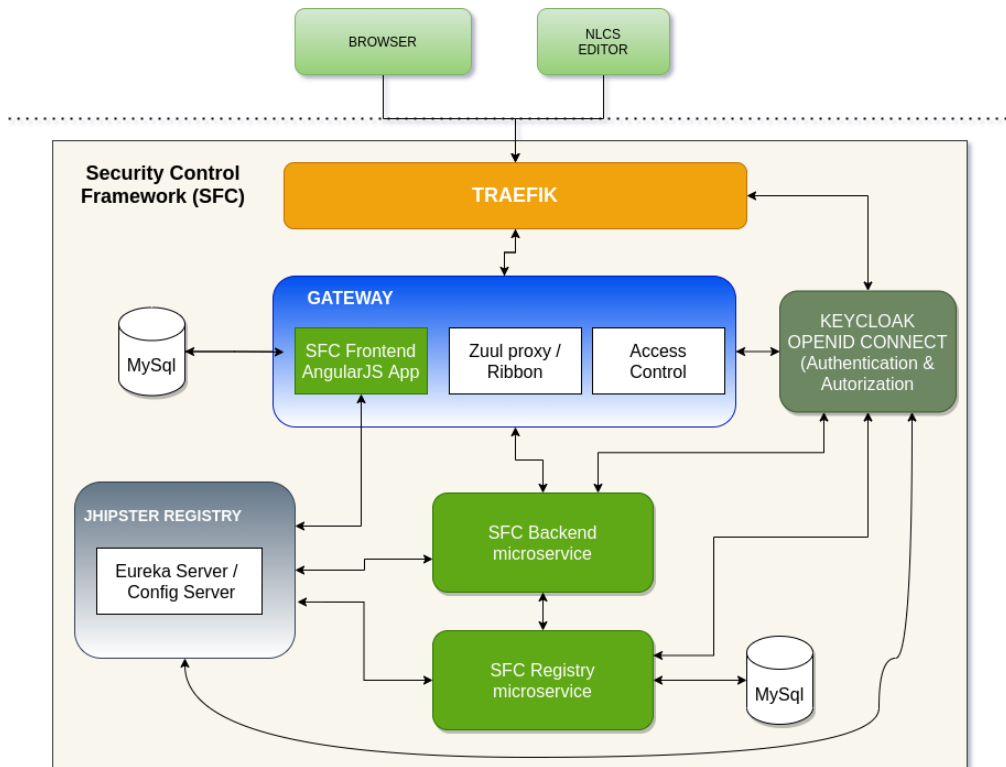 BROWSER
NLCS
EDITOR
Security Control
Framework (SFC)
TRAEFIK
GATEWAY
SFC Frontend
AngularJS App
Zuul proxy /
Ribbon
Access
Control
MySql
KEYCLOAK
OPENID CONNECT
(Authentication &
Autorization
JHIPSTER REGISTRY
Eureka Server /
Config Server
SFC Backend
microservice
SFC Registry
microservice
MySql